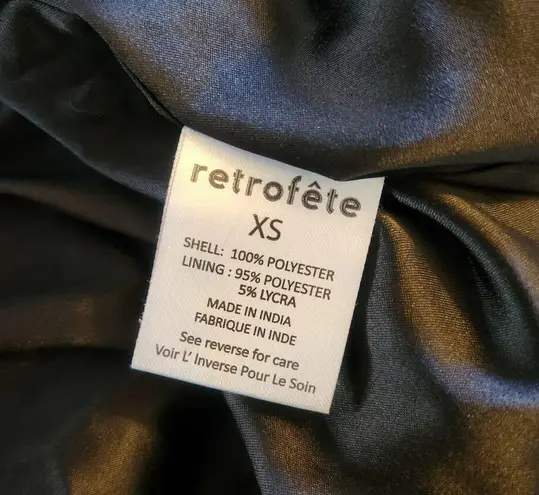 retrofête
XS
SHELL: 100% POLYESTER
LINING : 95% POLYESTER
5% LYCRA
MADE IN INDIA
FABRIQUE IN INDE
See reverse for care
Voir L' Inverse Pour Le Soin